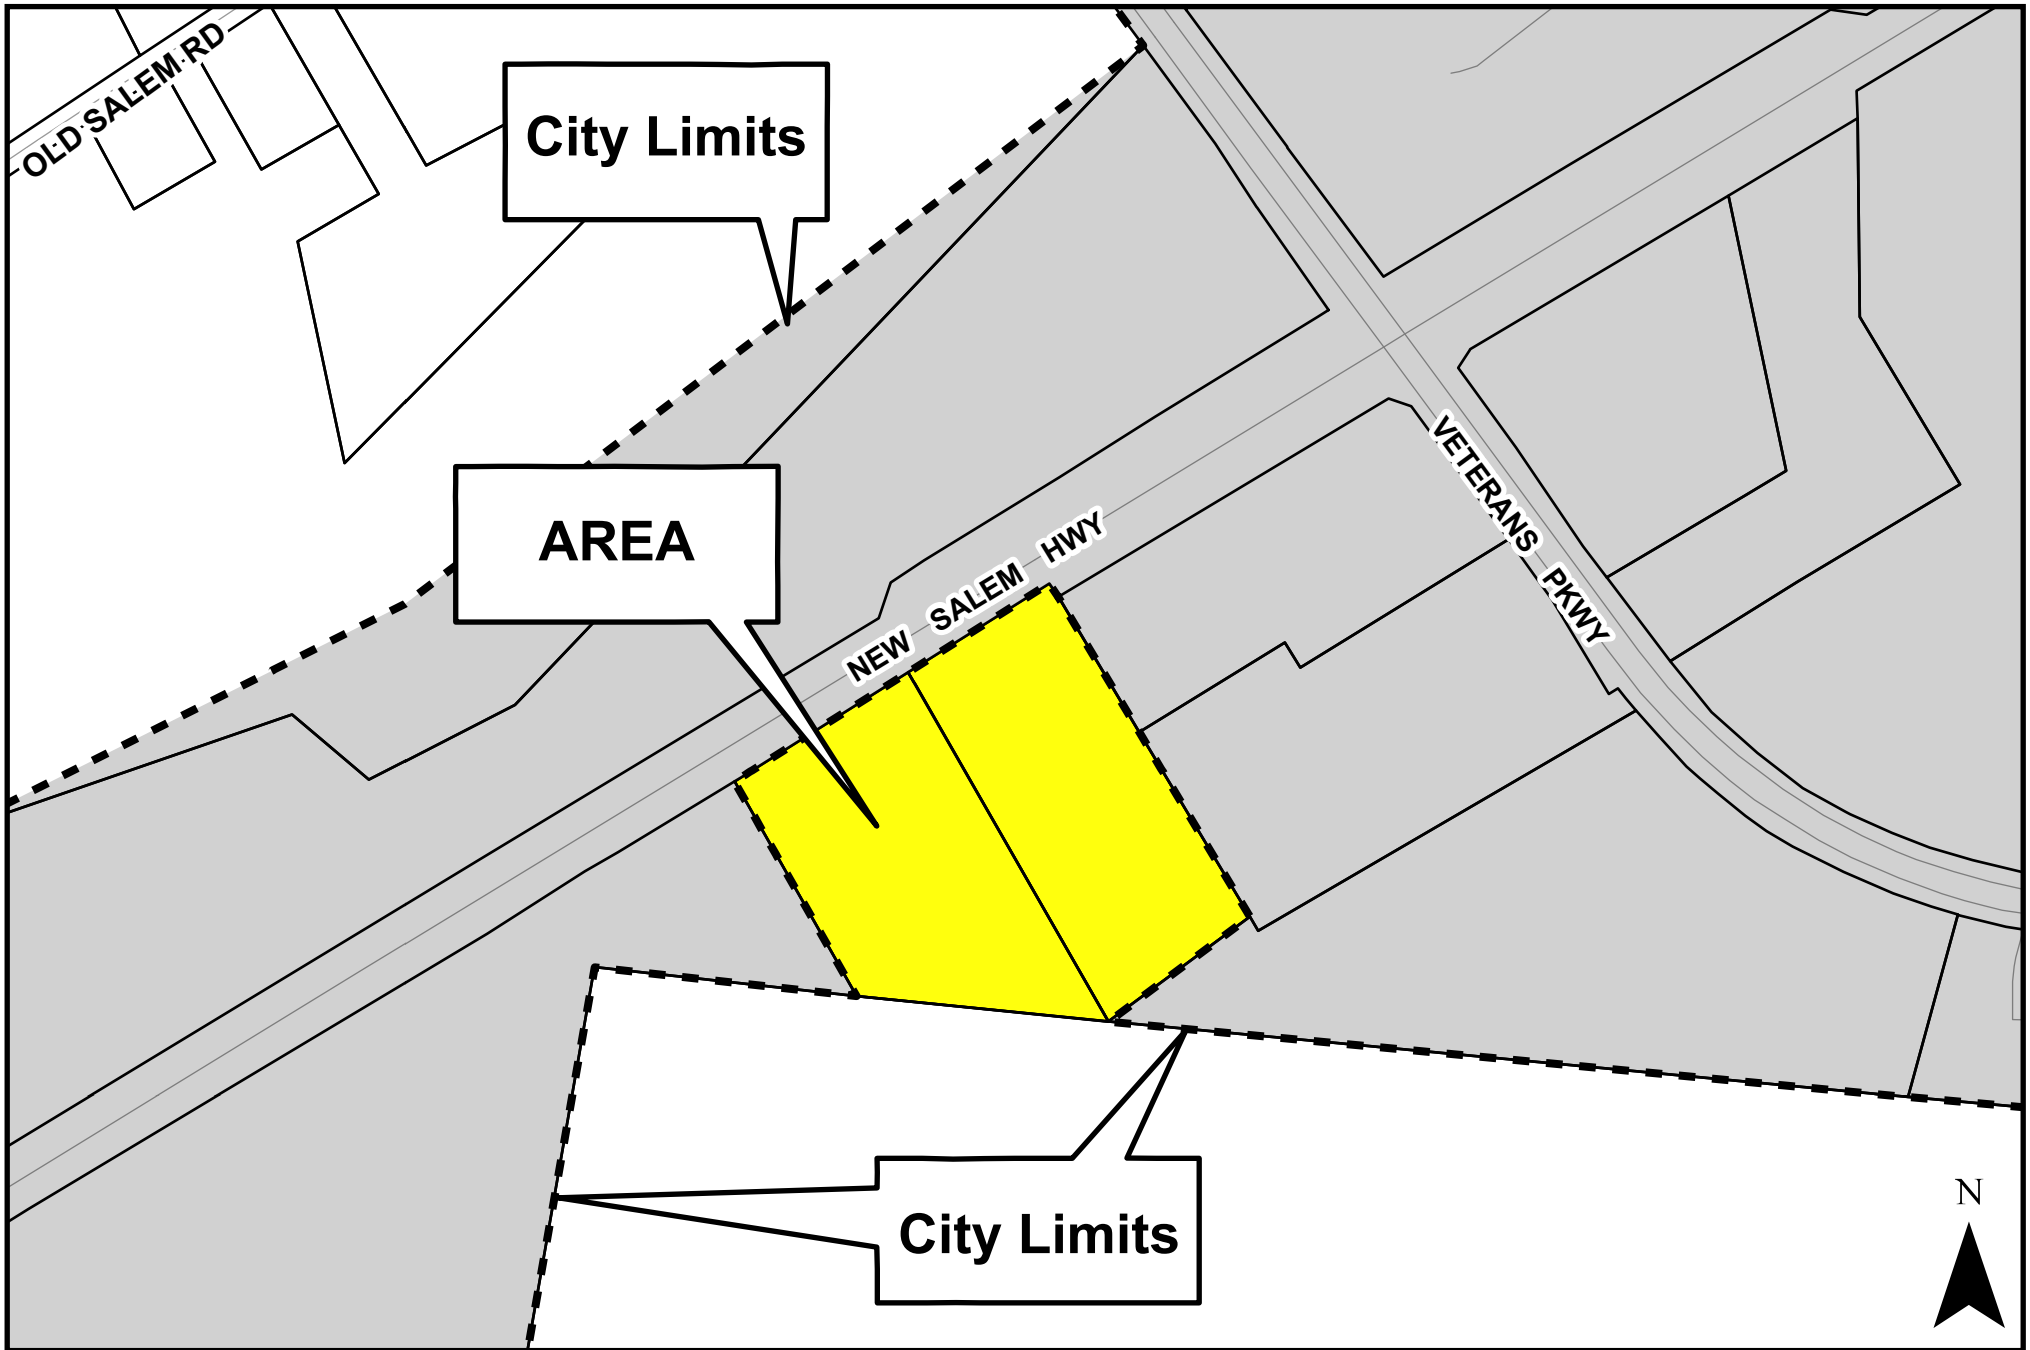 OLD SALEM RD
City Limits
VETERANS PKWY
AREA
NEW SALEM HWY
City Limits
N